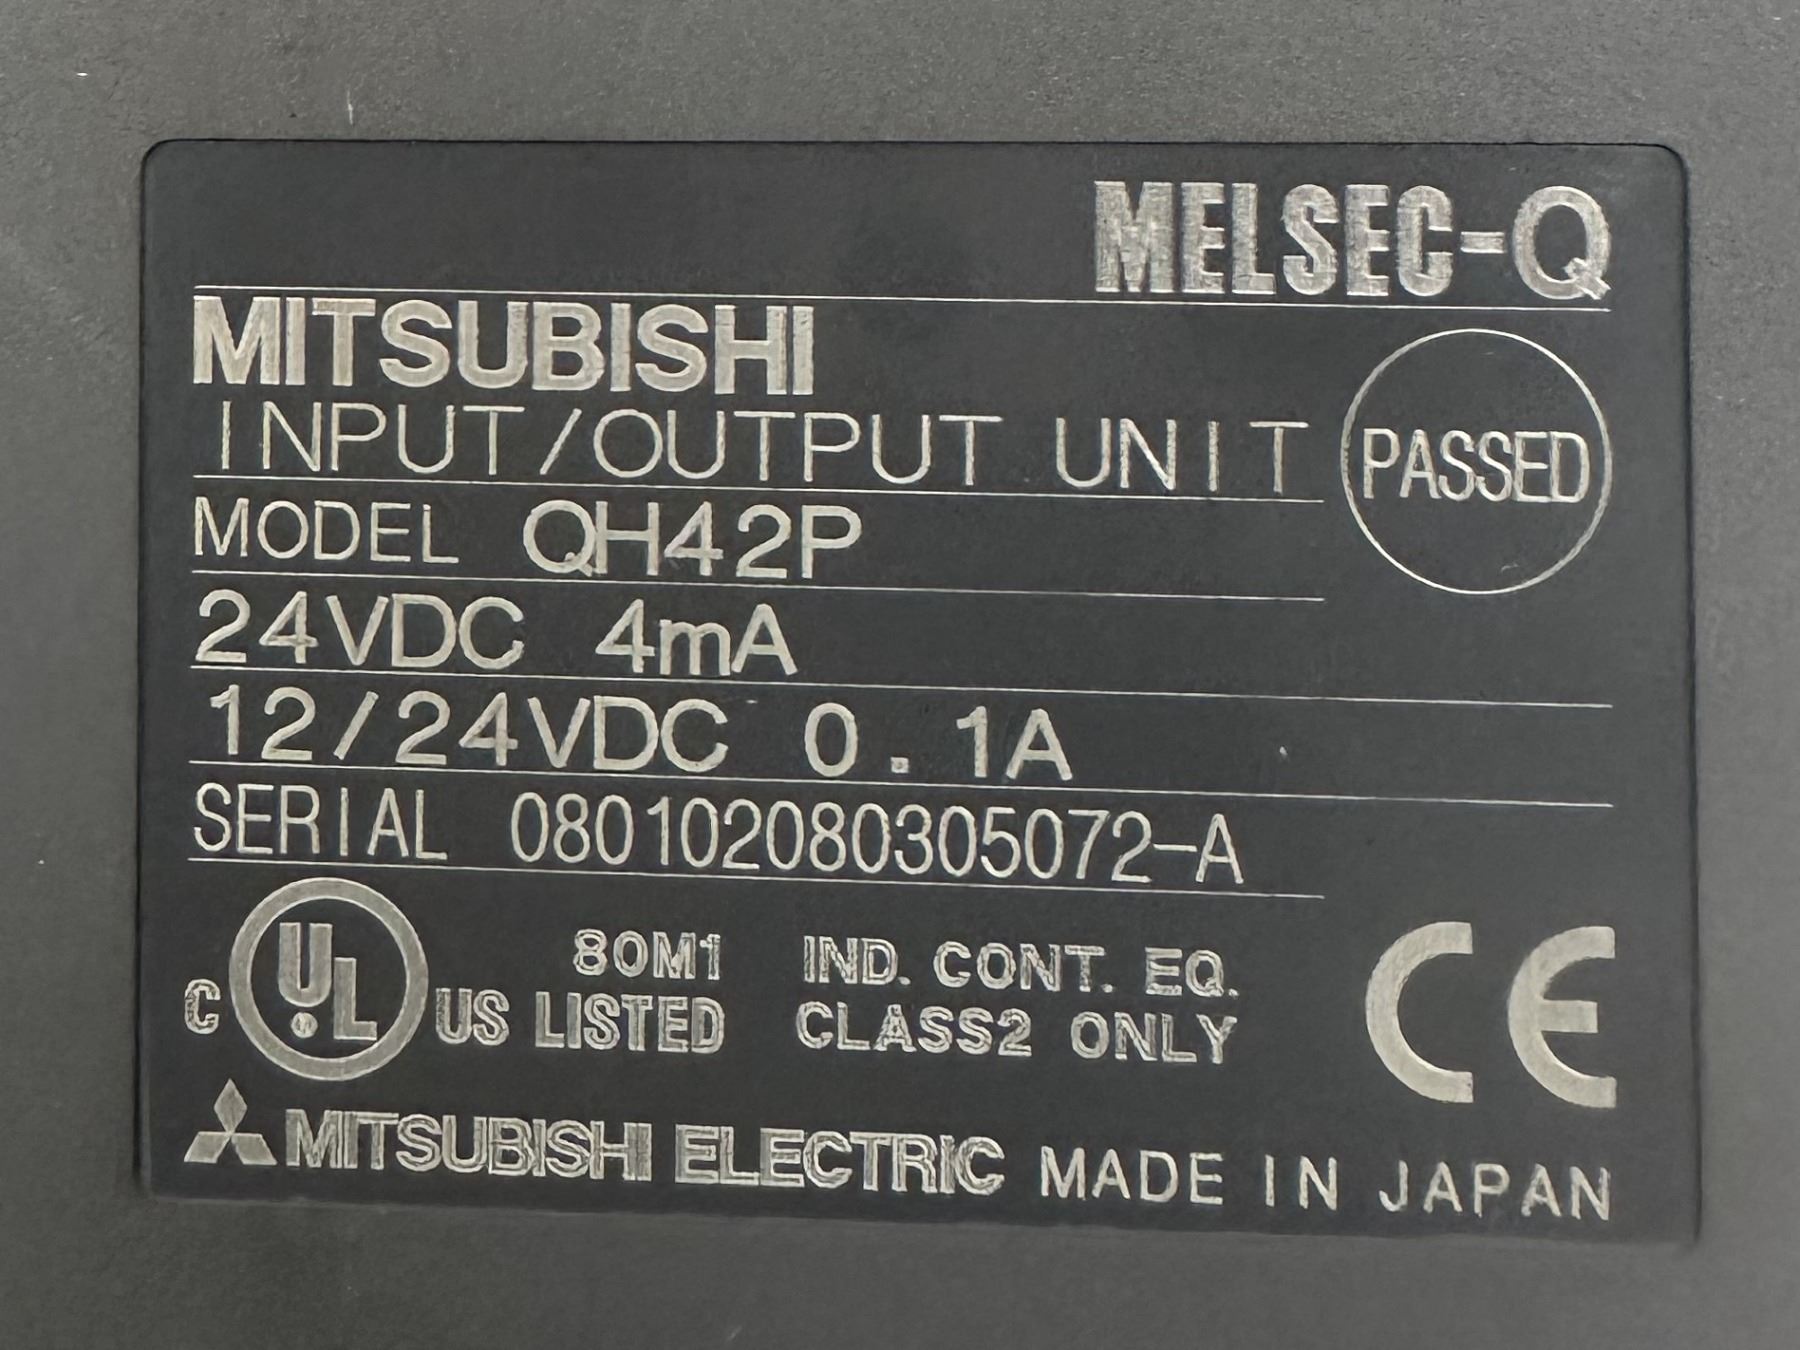 MELSEC-Q
MITSUBISHI
INPUT/OUTPUT UNIT
PASSED
MODEL QH42P
24VDC 4mA
12/24VDC 0.1A
SERIAL 080102080305072-A
C UL US LISTED
80M1 IND. CONT. EQ.
CLASS2 ONLY
CE
MITSUBISHI ELECTRIC MADE IN JAPAN